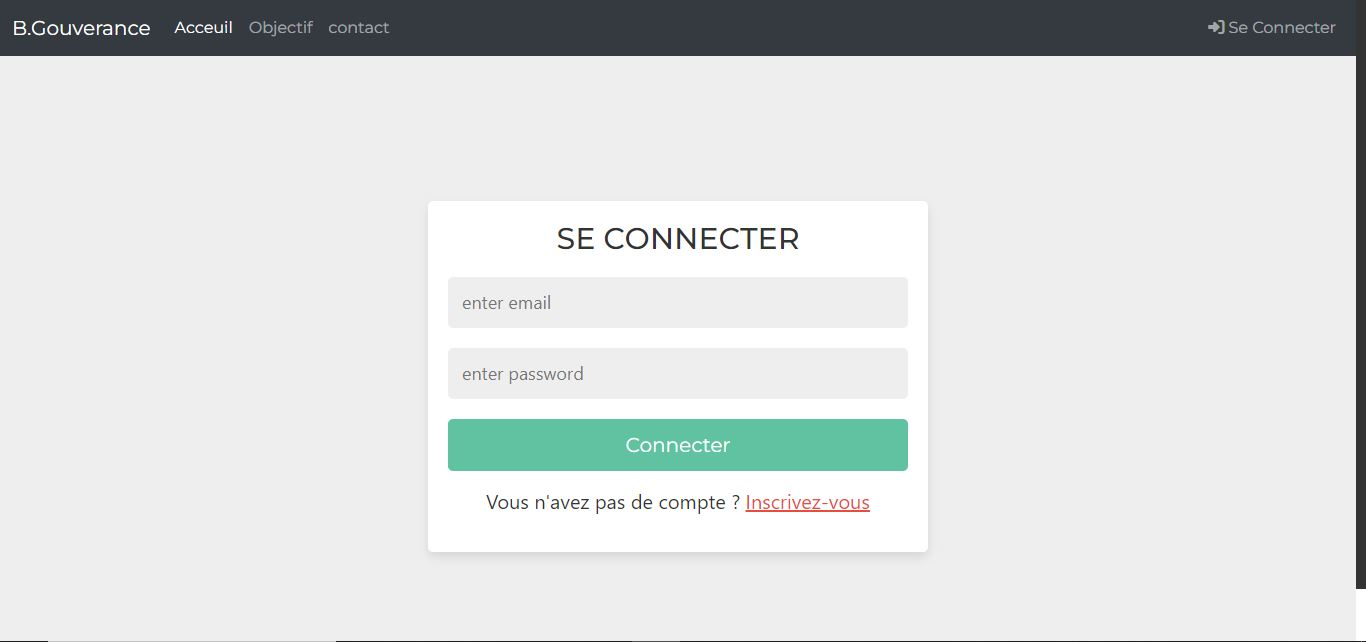 B.Gouverance Acceuil Objectif contact Se Connecter
SE CONNECTER
enter email
enter password
Connecter
Vous n'avez pas de compte ? Inscrivez-vous